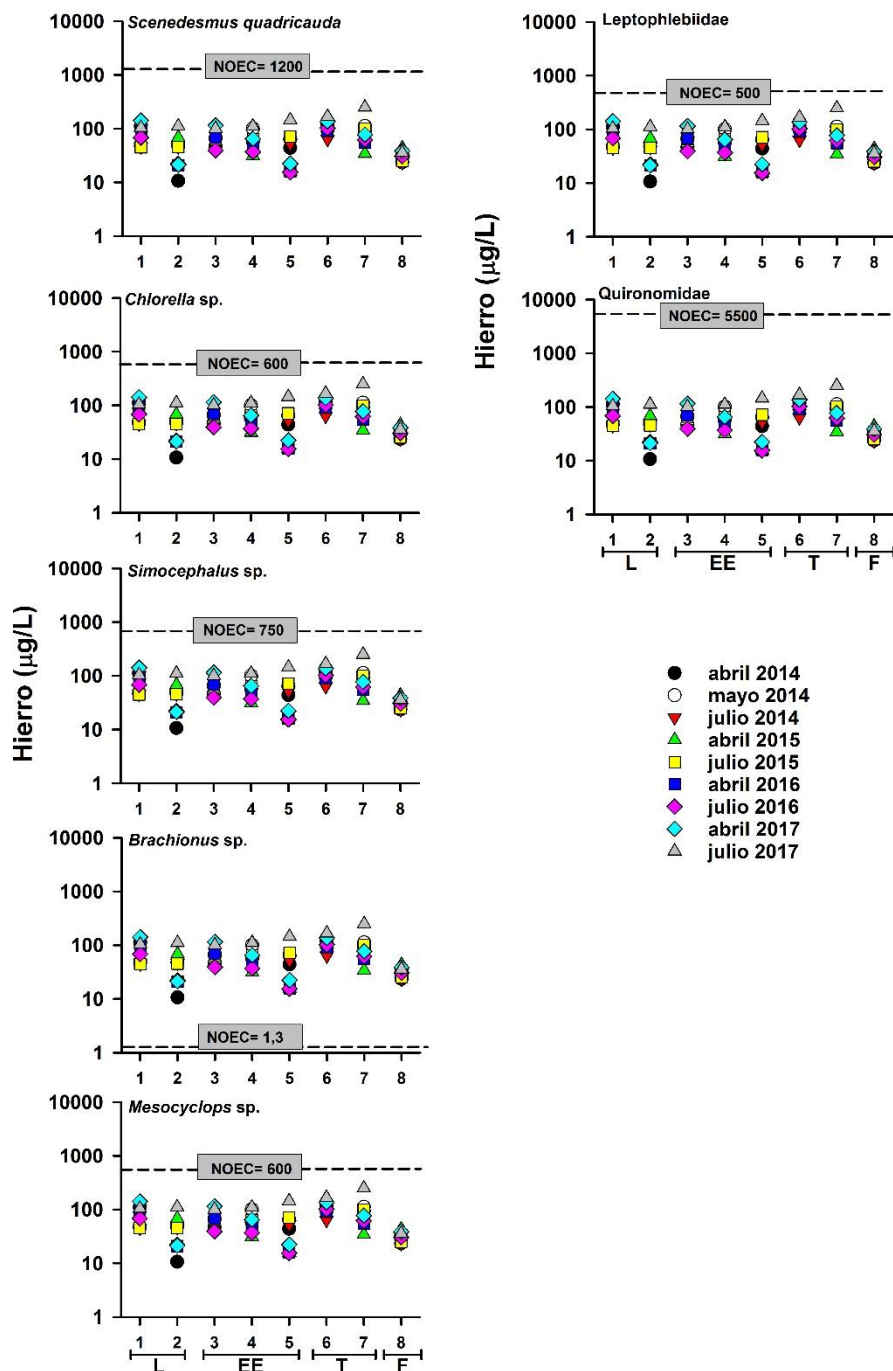 Scenedesmus quadricauda
10000
1000
100
10
1
NOEC= 1200
1 2 3 4 5 6 7 8
Chlorella sp.
10000
1000
100
10
1
NOEC= 600
1 2 3 4 5 6 7 8
Hierro (µg/L)
Simocephalus sp.
10000
1000
100
10
1
NOEC= 750
1 2 3 4 5 6 7 8
Brachionus sp.
10000
1000
100
10
1
NOEC= 1,3
1 2 3 4 5 6 7 8
Mesocyclops sp.
10000
1000
100
10
1
NOEC= 600
1 2 3 4 5 6 7 8
L EE T F
Hierro (µg/L)
Leptophlebiidae
10000
1000
100
10
1
NOEC= 500
1 2 3 4 5 6 7 8
Quironomidae
10000
1000
100
10
1
NOEC= 5500
1 2 3 4 5 6 7 8
L EE T F
abril 2014
mayo 2014
julio 2014
abril 2015
julio 2015
abril 2016
julio 2016
abril 2017
julio 2017